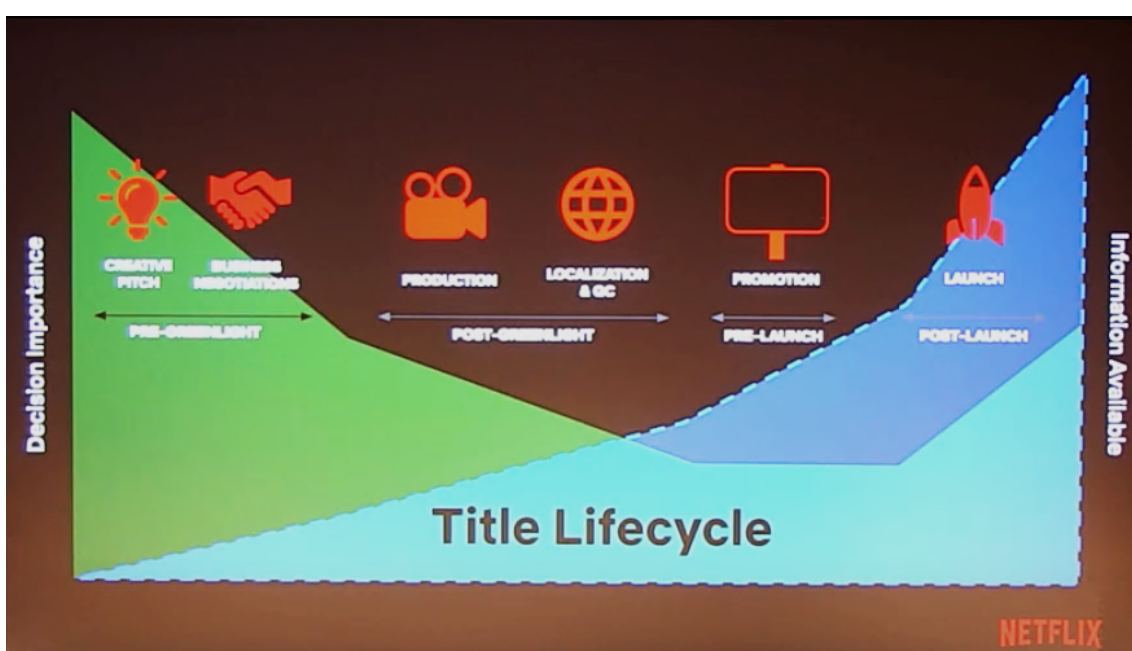 Decision Importance
CREATIVE
PITCH
BUSINESS
NEGOTIATIONS
PRE-GREENLIGHT
PRODUCTION
LOCALIZATION
& QC
POST-GREENLIGHT
PROMOTION
PRE-LAUNCH
LAUNCH
POST-LAUNCH
Information Available
Title Lifecycle
NETFLIX